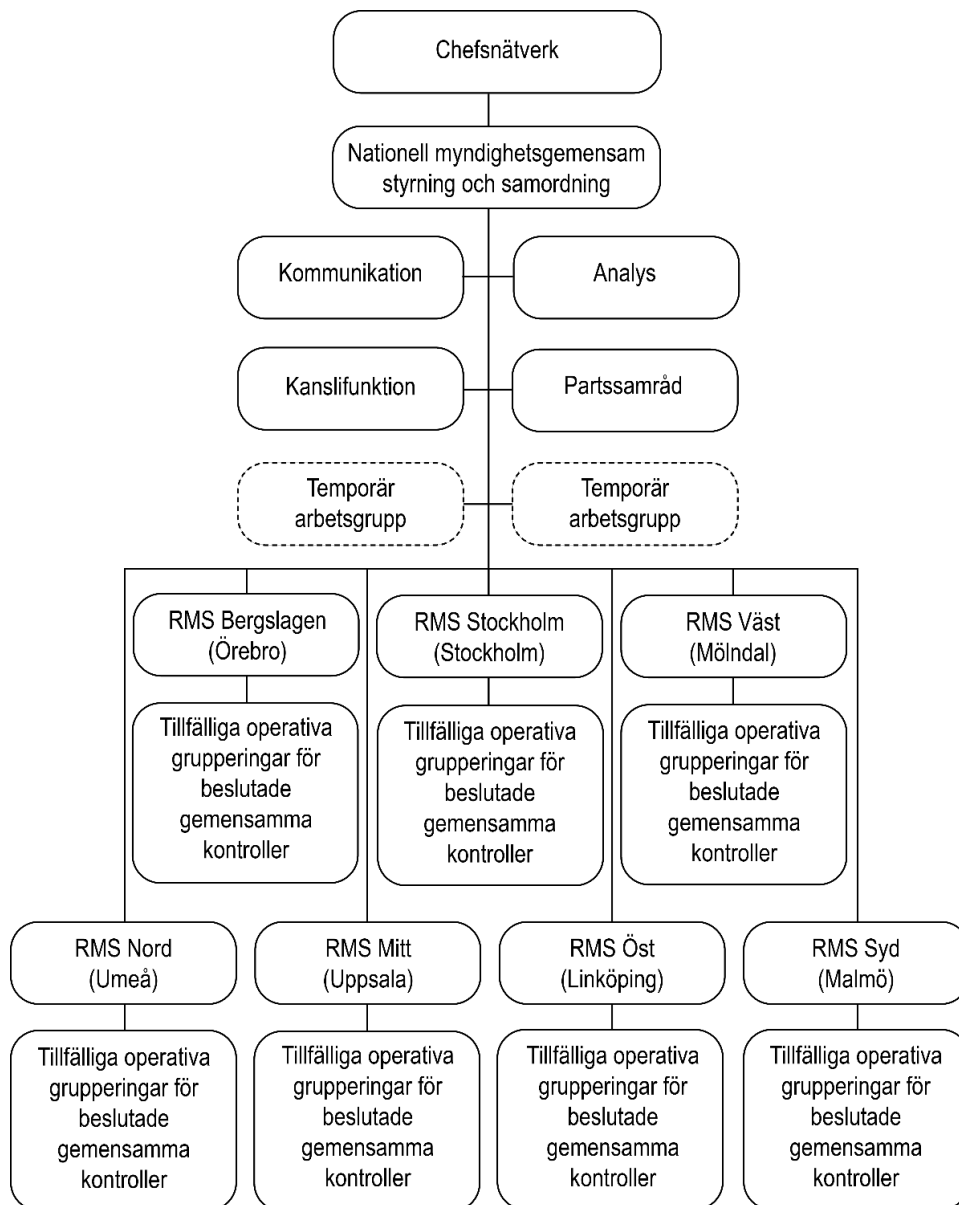 Chefsnätverk
Nationell myndighetsgemensam
styrning och samordning
Kommunikation
Analys
Kanslifunktion
Partssamråd
Temporär
arbetsgrupp
Temporär
arbetsgrupp
RMS Bergslagen
(Örebro)
RMS Stockholm
(Stockholm)
RMS Väst
(Mölndal)
Tillfälliga operativa
grupperingar för
beslutade
gemensamma
kontroller
Tillfälliga operativa
grupperingar för
beslutade
gemensamma
kontroller
Tillfälliga operativa
grupperingar för
beslutade
gemensamma
kontroller
RMS Nord
(Umeå)
RMS Mitt
(Uppsala)
RMS Öst
(Linköping)
RMS Syd
(Malmö)
Tillfälliga operativa
grupperingar för
beslutade
gemensamma
kontroller
Tillfälliga operativa
grupperingar för
beslutade
gemensamma
kontroller
Tillfälliga operativa
grupperingar för
beslutade
gemensamma
kontroller
Tillfälliga operativa
grupperingar för
beslutade
gemensamma
kontroller